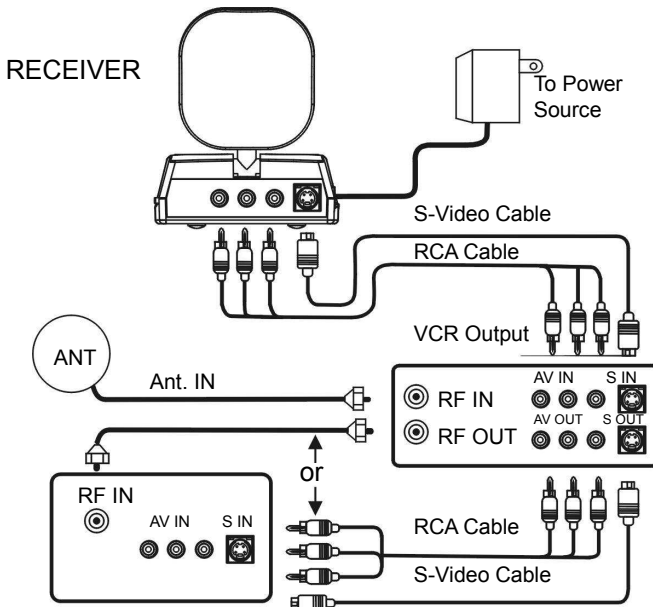 RECEIVER
To Power
Source
S-Video Cable
RCA Cable
VCR Output
ANT
Ant. IN
AV IN
S IN
RF IN
AV OUT
S OUT
RF OUT
or
RF IN
AV IN
S IN
RCA Cable
S-Video Cable